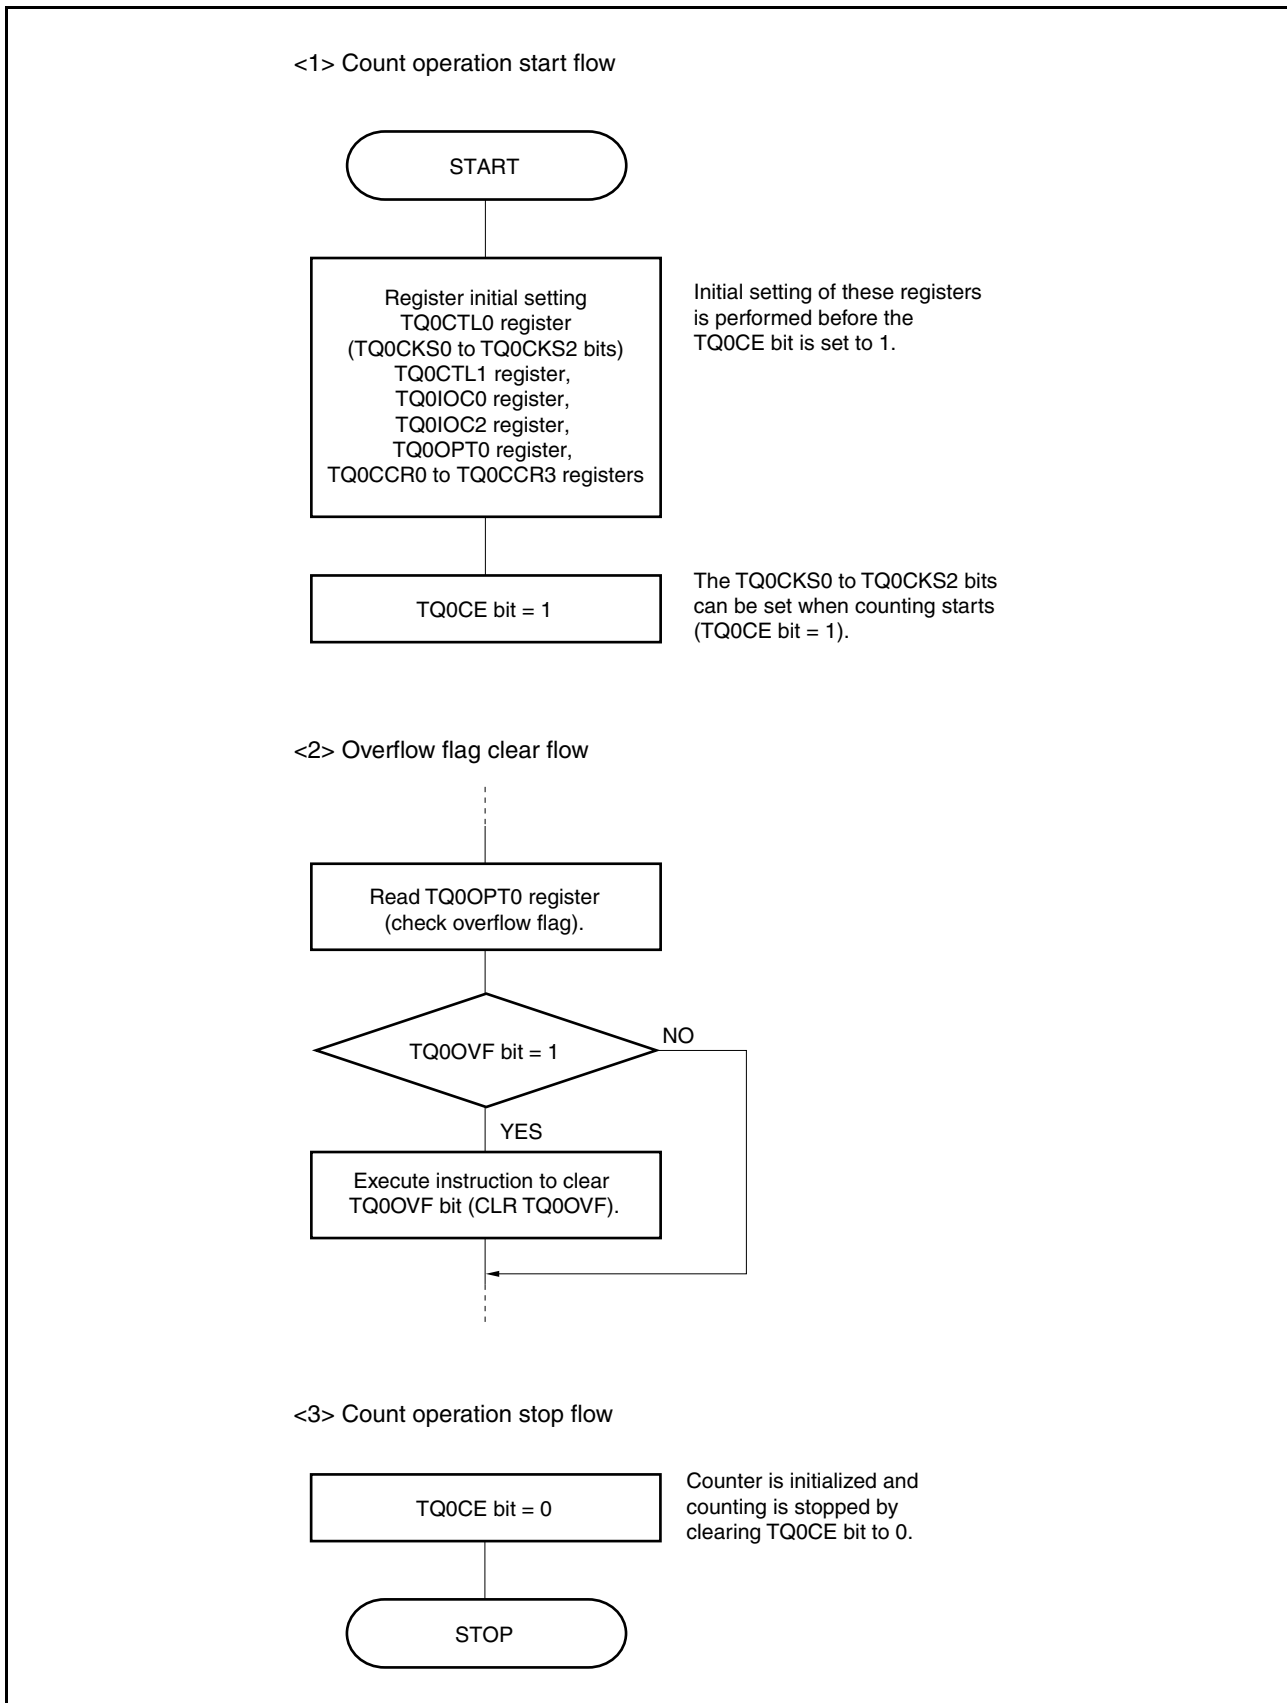 <1> Count operation start flow
START
Register initial setting
TQ0CTL0 register
(TQ0CKS0 to TQ0CKS2 bits)
TQ0CTL1 register,
TQ0IOC0 register,
TQ0IOC2 register,
TQ0OPT0 register,
TQ0CCR0 to TQ0CCR3 registers
Initial setting of these registers
is performed before the
TQ0CE bit is set to 1.
TQ0CE bit = 1
The TQ0CKS0 to TQ0CKS2 bits
can be set when counting starts
(TQ0CE bit = 1).
<2> Overflow flag clear flow
Read TQ0OPT0 register
(check overflow flag).
TQ0OVF bit = 1
NO
YES
Execute instruction to clear
TQ0OVF bit (CLR TQ0OVF).
<3> Count operation stop flow
TQ0CE bit = 0
Counter is initialized and
counting is stopped by
clearing TQ0CE bit to 0.
STOP